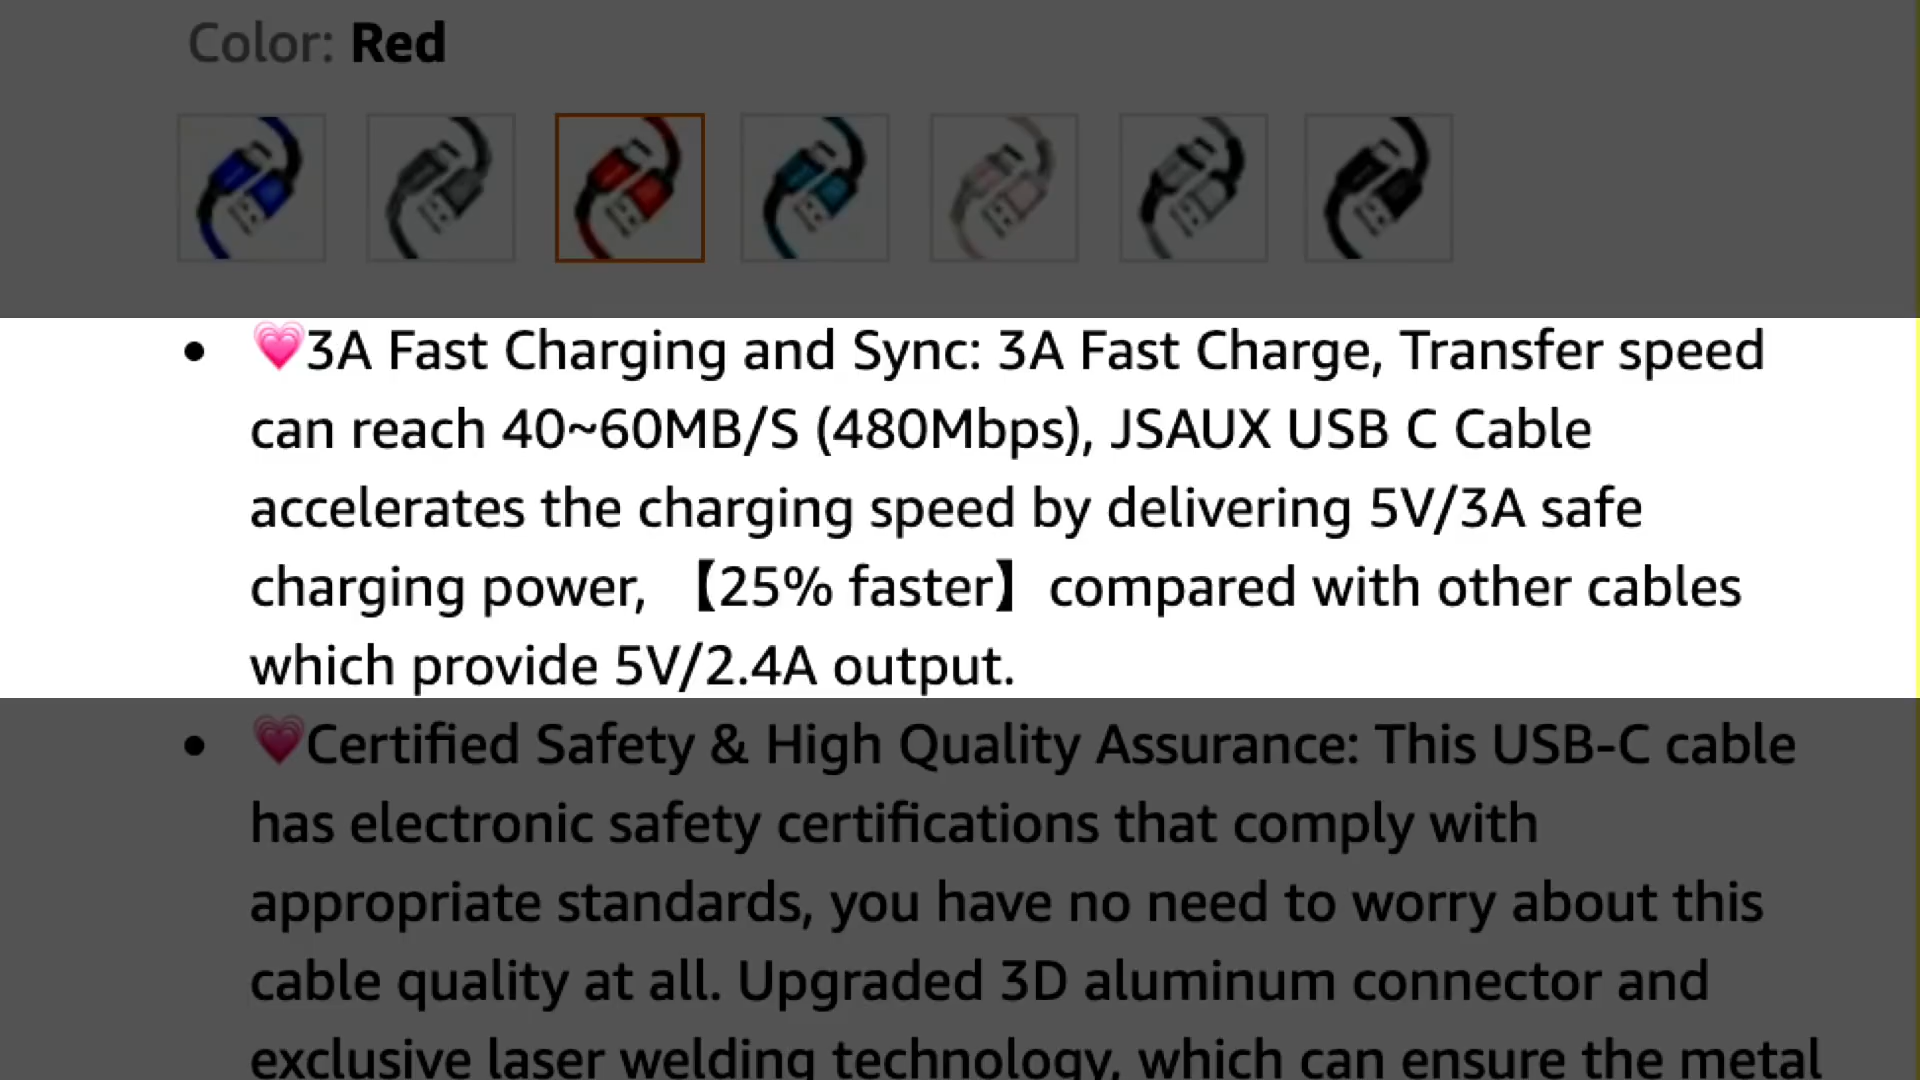 Color: Red
• 💗3A Fast Charging and Sync: 3A Fast Charge, Transfer speed
can reach 40~60MB/S (480Mbps), JSAUX USB C Cable
accelerates the charging speed by delivering 5V/3A safe
charging power, 【25% faster】compared with other cables
which provide 5V/2.4A output.
• 💗Certified Safety & High Quality Assurance: This USB-C cable
has electronic safety certifications that comply with
appropriate standards, you have no need to worry about this
cable quality at all. Upgraded 3D aluminum connector and
exclusive laser welding technology, which can ensure the metal